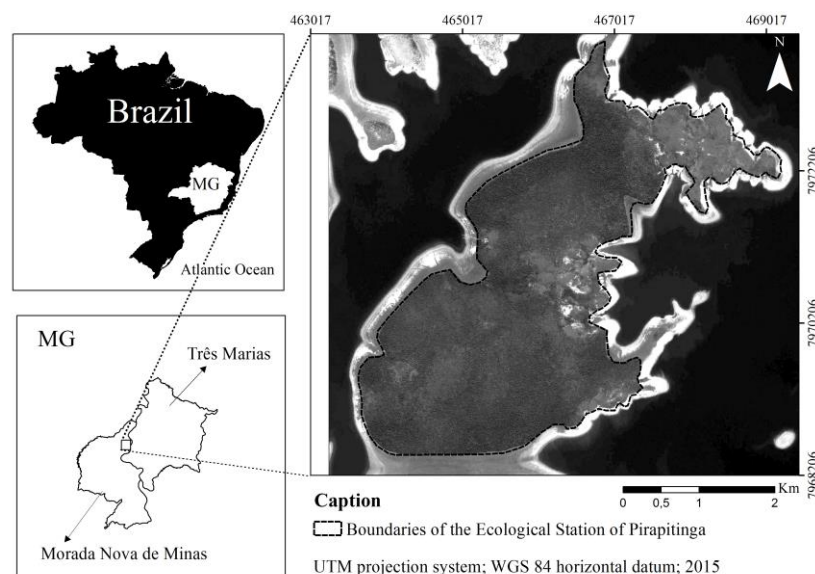 463017 465017 467017 469017
Brazil
MG
Atlantic Ocean
MG
Três Marias
Morada Nova de Minas
N
7972206
7970206
7968206
Km
0 0,5 1 2
Caption
Boundaries of the Ecological Station of Pirapitinga
UTM projection system; WGS 84 horizontal datum; 2015